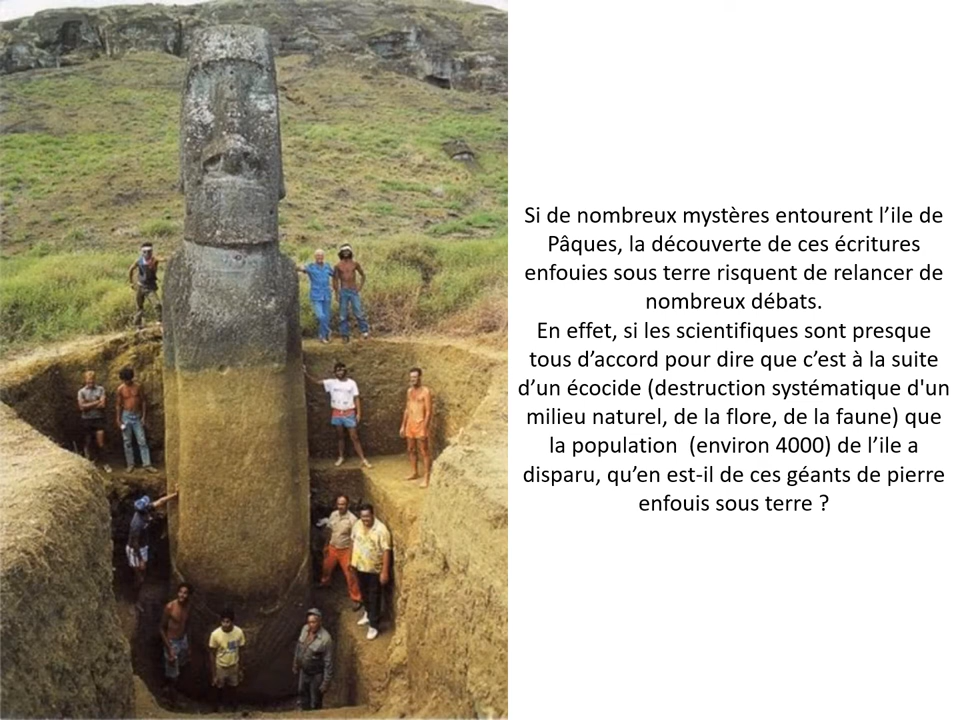 Si de nombreux mystères entourent l’ile de
Pâques, la découverte de ces écritures
enfouies sous terre risquent de relancer de
nombreux débats.
En effet, si les scientifiques sont presque
tous d’accord pour dire que c’est à la suite
d’un écocide (destruction systématique d'un
milieu naturel, de la flore, de la faune) que
la population  (environ 4000) de l’ile a
disparu, qu’en est-il de ces géants de pierre
enfouis sous terre ?